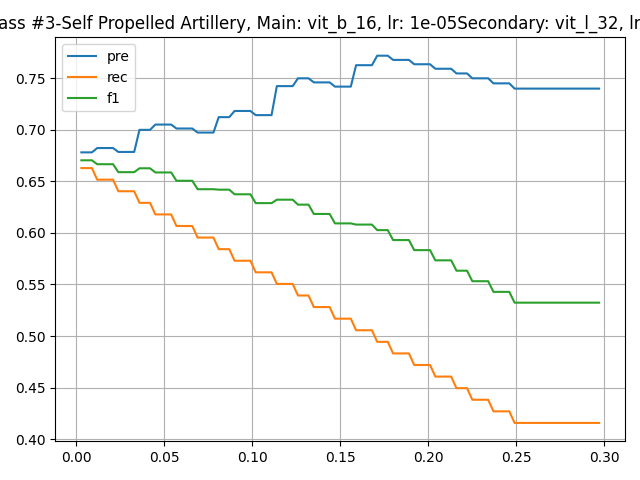 ass #3-Self Propelled Artillery, Main: vit_b_16, lr: 1e-05Secondary: vit_l_32, lr
pre
rec
f1
0.75
0.70
0.65
0.60
0.55
0.50
0.45
0.40
0.00 0.05 0.10 0.15 0.20 0.25 0.30